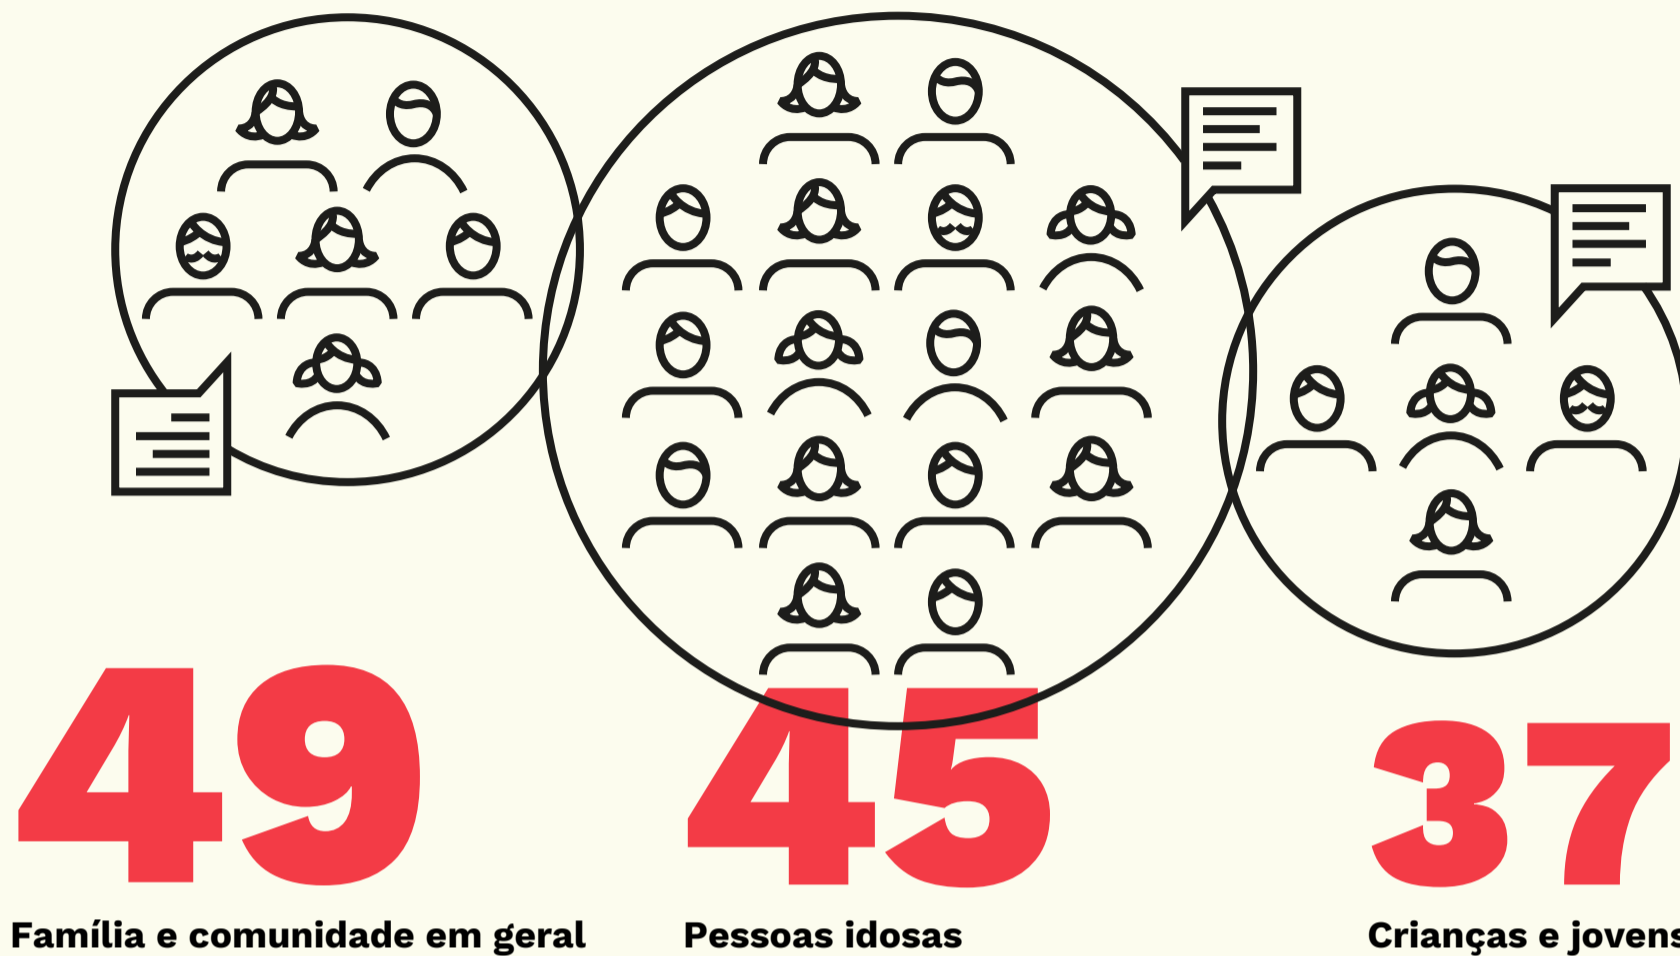 49
45
37
Família e comunidade em geral
Pessoas idosas
Crianças e jovens